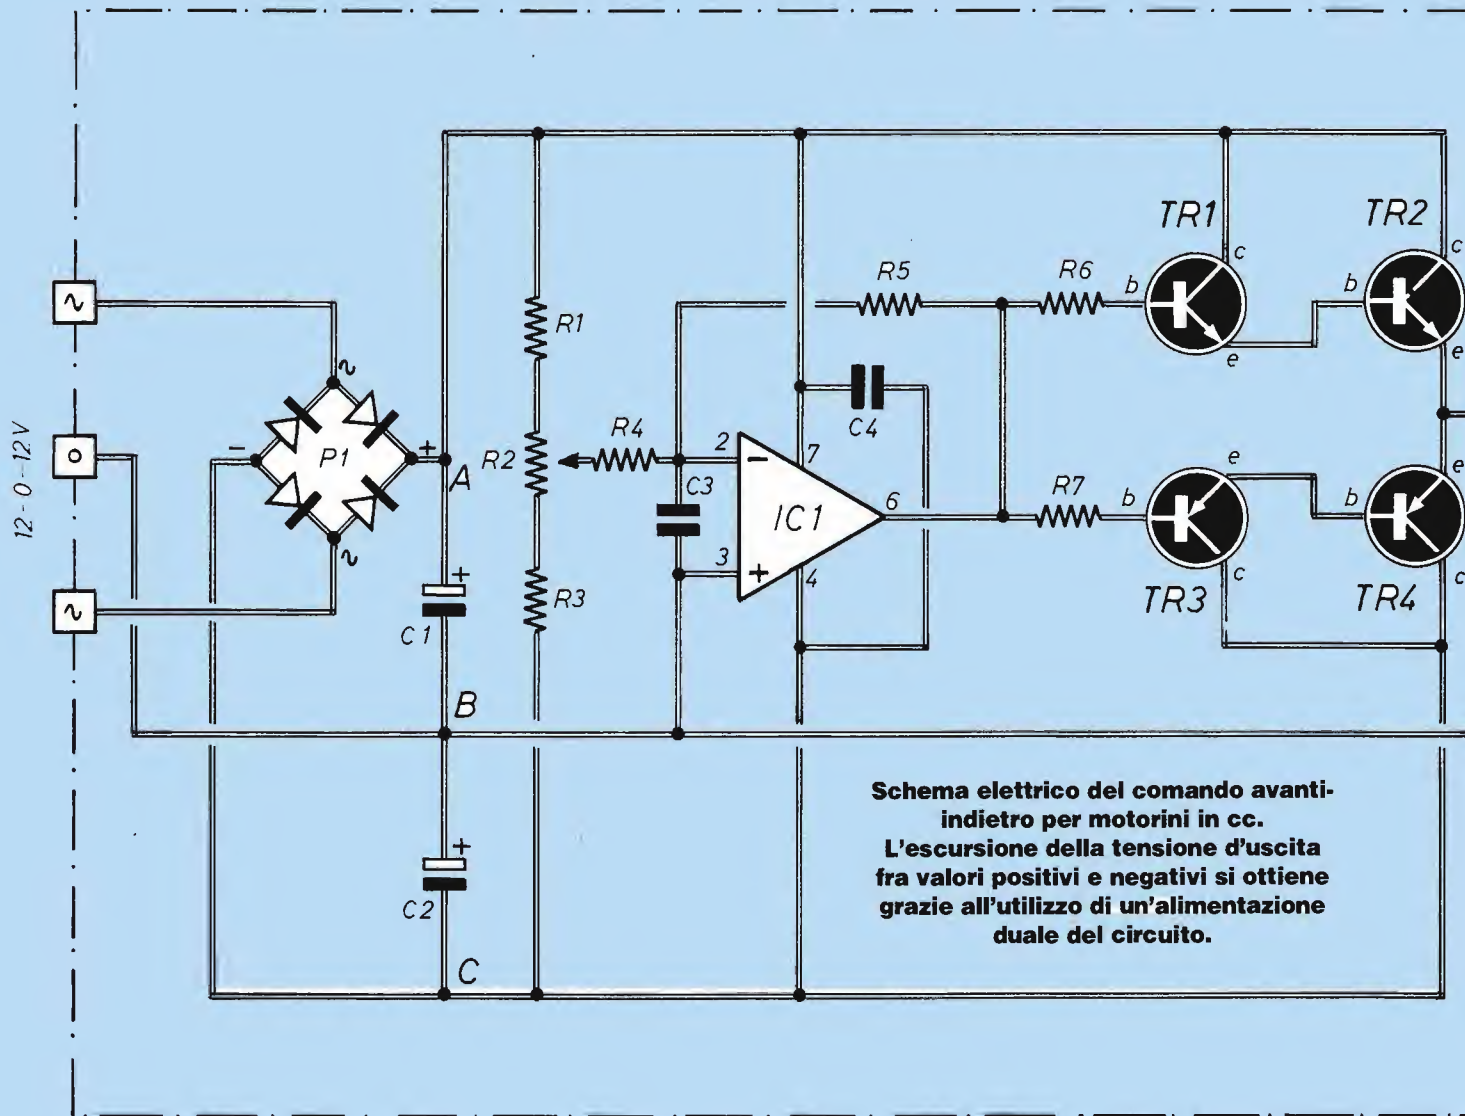 TR1
TR2
c
c
R5
R6
b
b
~
R1
e
e
~
C4
12-0-12V
-
P1
+
R4
2
-
7
o
A
R2
C3
IC1
6
R7
e
e
b
b
~
3
+
4
c
c
~
+
R3
TR3
TR4
C1
B
Schema elettrico del comando avanti-
indietro per motorini in cc.
L'escursione della tensione d'uscita
fra valori positivi e negativi si ottiene
grazie all'utilizzo di un'alimentazione
duale del circuito.
+
C2
C